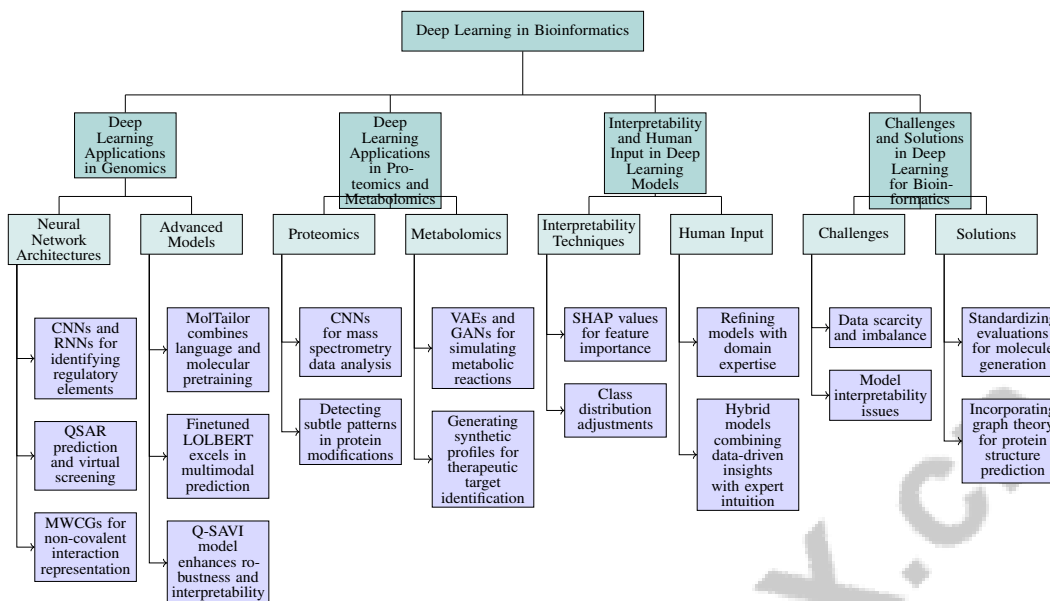 Deep Learning in Bioinformatics
Deep
Learning
Applications
in Genomics
Deep
Learning
Applications
in Pro-
teomics and
Metabolomics
Interpretability
and Human
Input in Deep
Learning
Models
Challenges
and Solutions
in Deep
Learning
for Bioin-
formatics
Neural
Network
Architectures
Advanced
Models
Proteomics
Metabolomics
Interpretability
Techniques
Human Input
Challenges
Solutions
CNNs and
RNNs for
identifying
regulatory
elements
QSAR
prediction
and virtual
screening
MWCGs for
non-covalent
interaction
representation
MolTailor
combines
language and
molecular
pretraining
Finetuned
LOLBERT
excels in
multimodal
prediction
Q-SAVI
model
enhances ro-
bustness and
interpretability
CNNs
for mass
spectrometry
data analysis
Detecting
subtle patterns
in protein
modifications
VAEs and
GANs for
simulating
metabolic
reactions
Generating
synthetic
profiles for
therapeutic
target
identification
SHAP values
for feature
importance
Class
distribution
adjustments
Refining
models with
domain
expertise
Hybrid
models
combining
data-driven
insights
with expert
intuition
Data scarcity
and imbalance
Model
interpretability
issues
Standardizing
evaluations
for molecule
generation
Incorporating
graph theory
for protein
structure
prediction